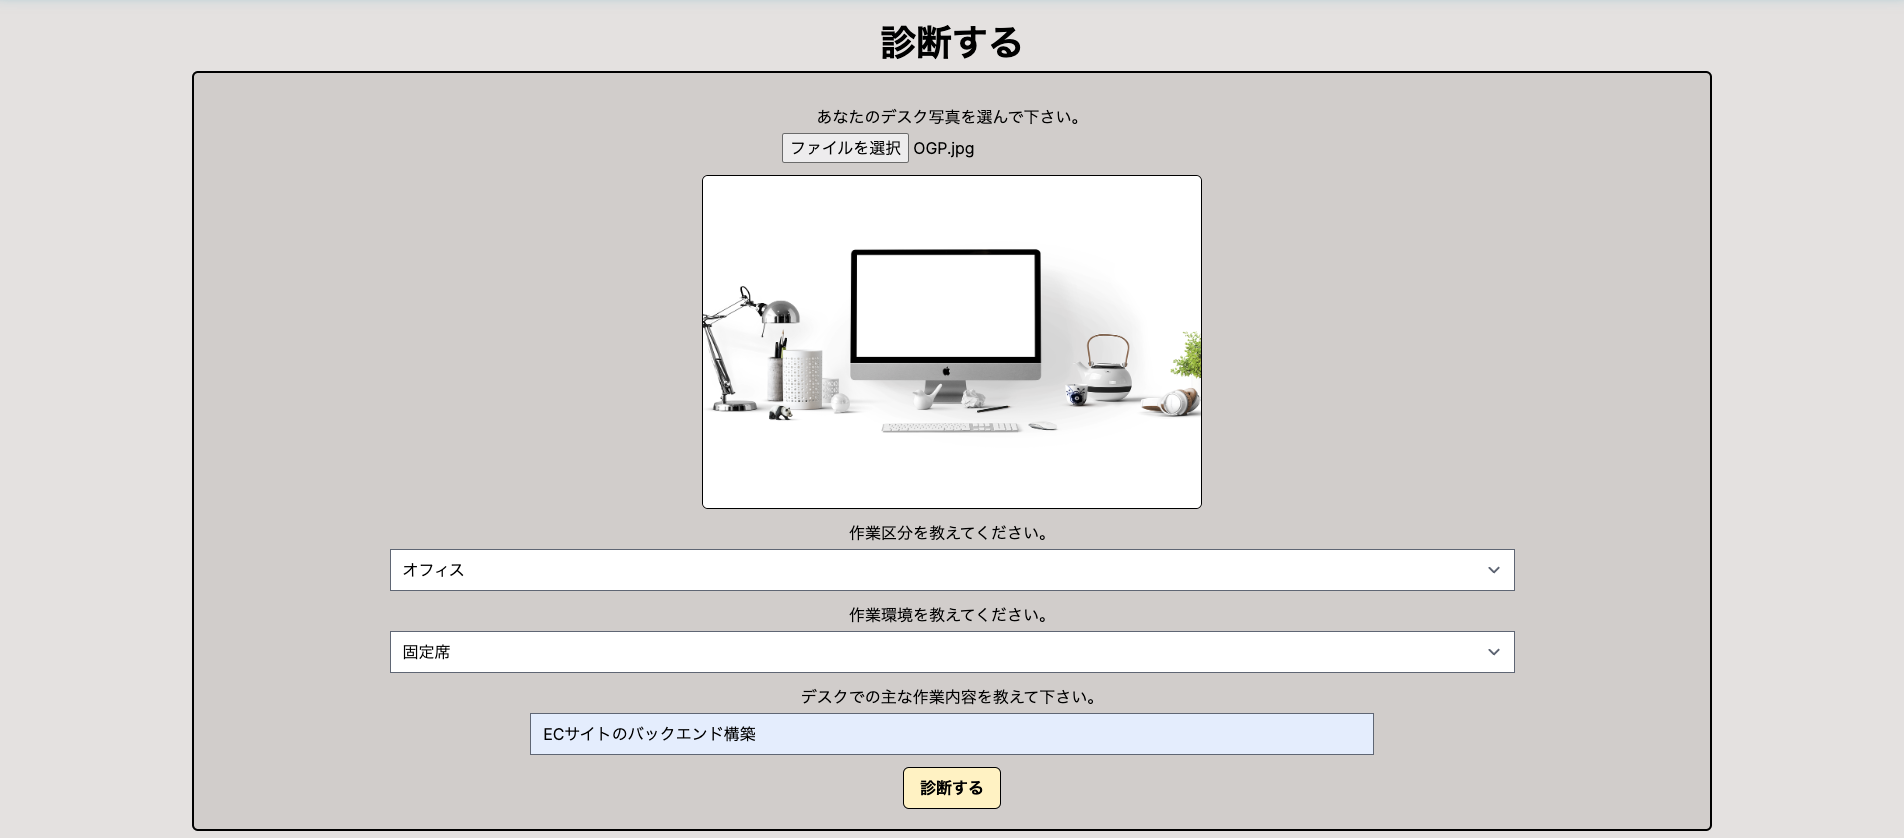 診断する
あなたのデスク写真を選んで下さい。
ファイルを選択 OGP.jpg
作業区分を教えてください。
オフィス
作業環境を教えてください。
固定席
デスクでの主な作業内容を教えて下さい。
ECサイトのバックエンド構築
診断する